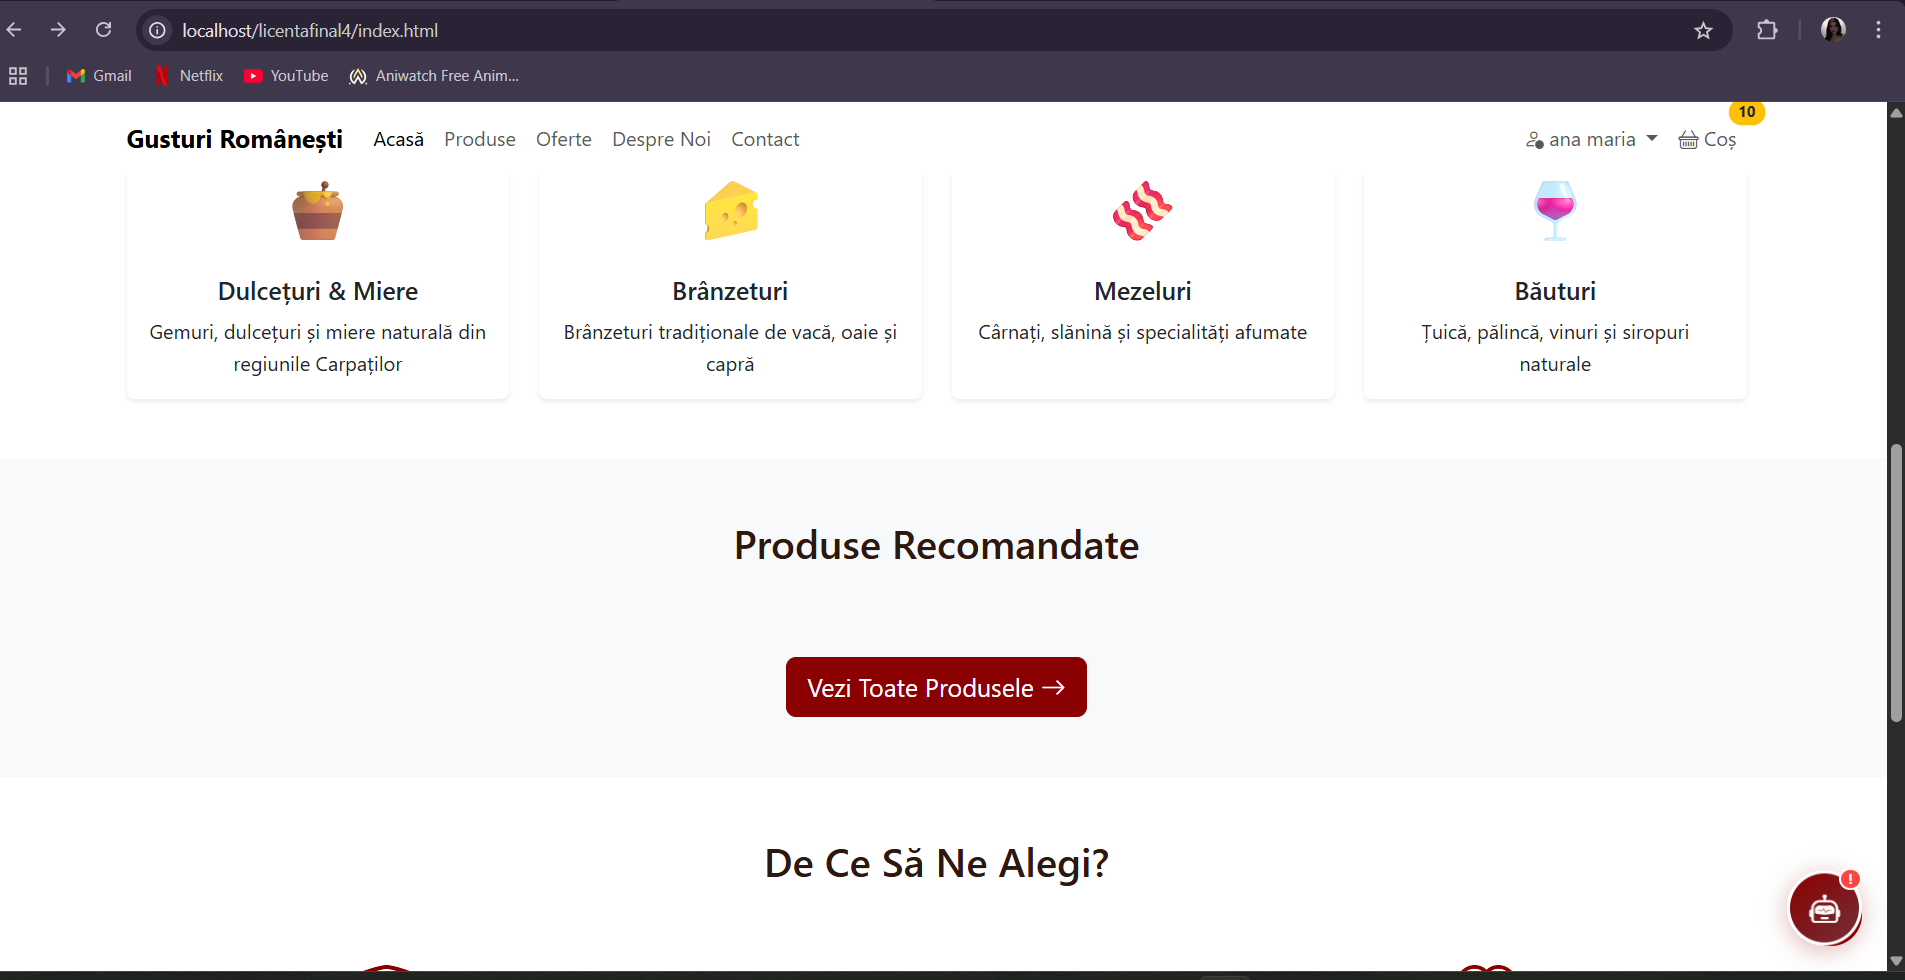 localhost/licentafinal4/index.html
Gmail Netflix YouTube Aniwatch Free Anim...
10
Gusturi Românești Acasă Produse Oferte Despre Noi Contact ana maria Coș
Dulcețuri & Miere
Gemuri, dulcețuri și miere naturală din
regiunile Carpaților
Brânzeturi
Brânzeturi tradiționale de vacă, oaie și
capră
Mezeluri
Cârnați, slănină și specialități afumate
Băuturi
Țuică, pălincă, vinuri și siropuri
naturale
Produse Recomandate
Vezi Toate Produsele →
De Ce Să Ne Alegi?
!